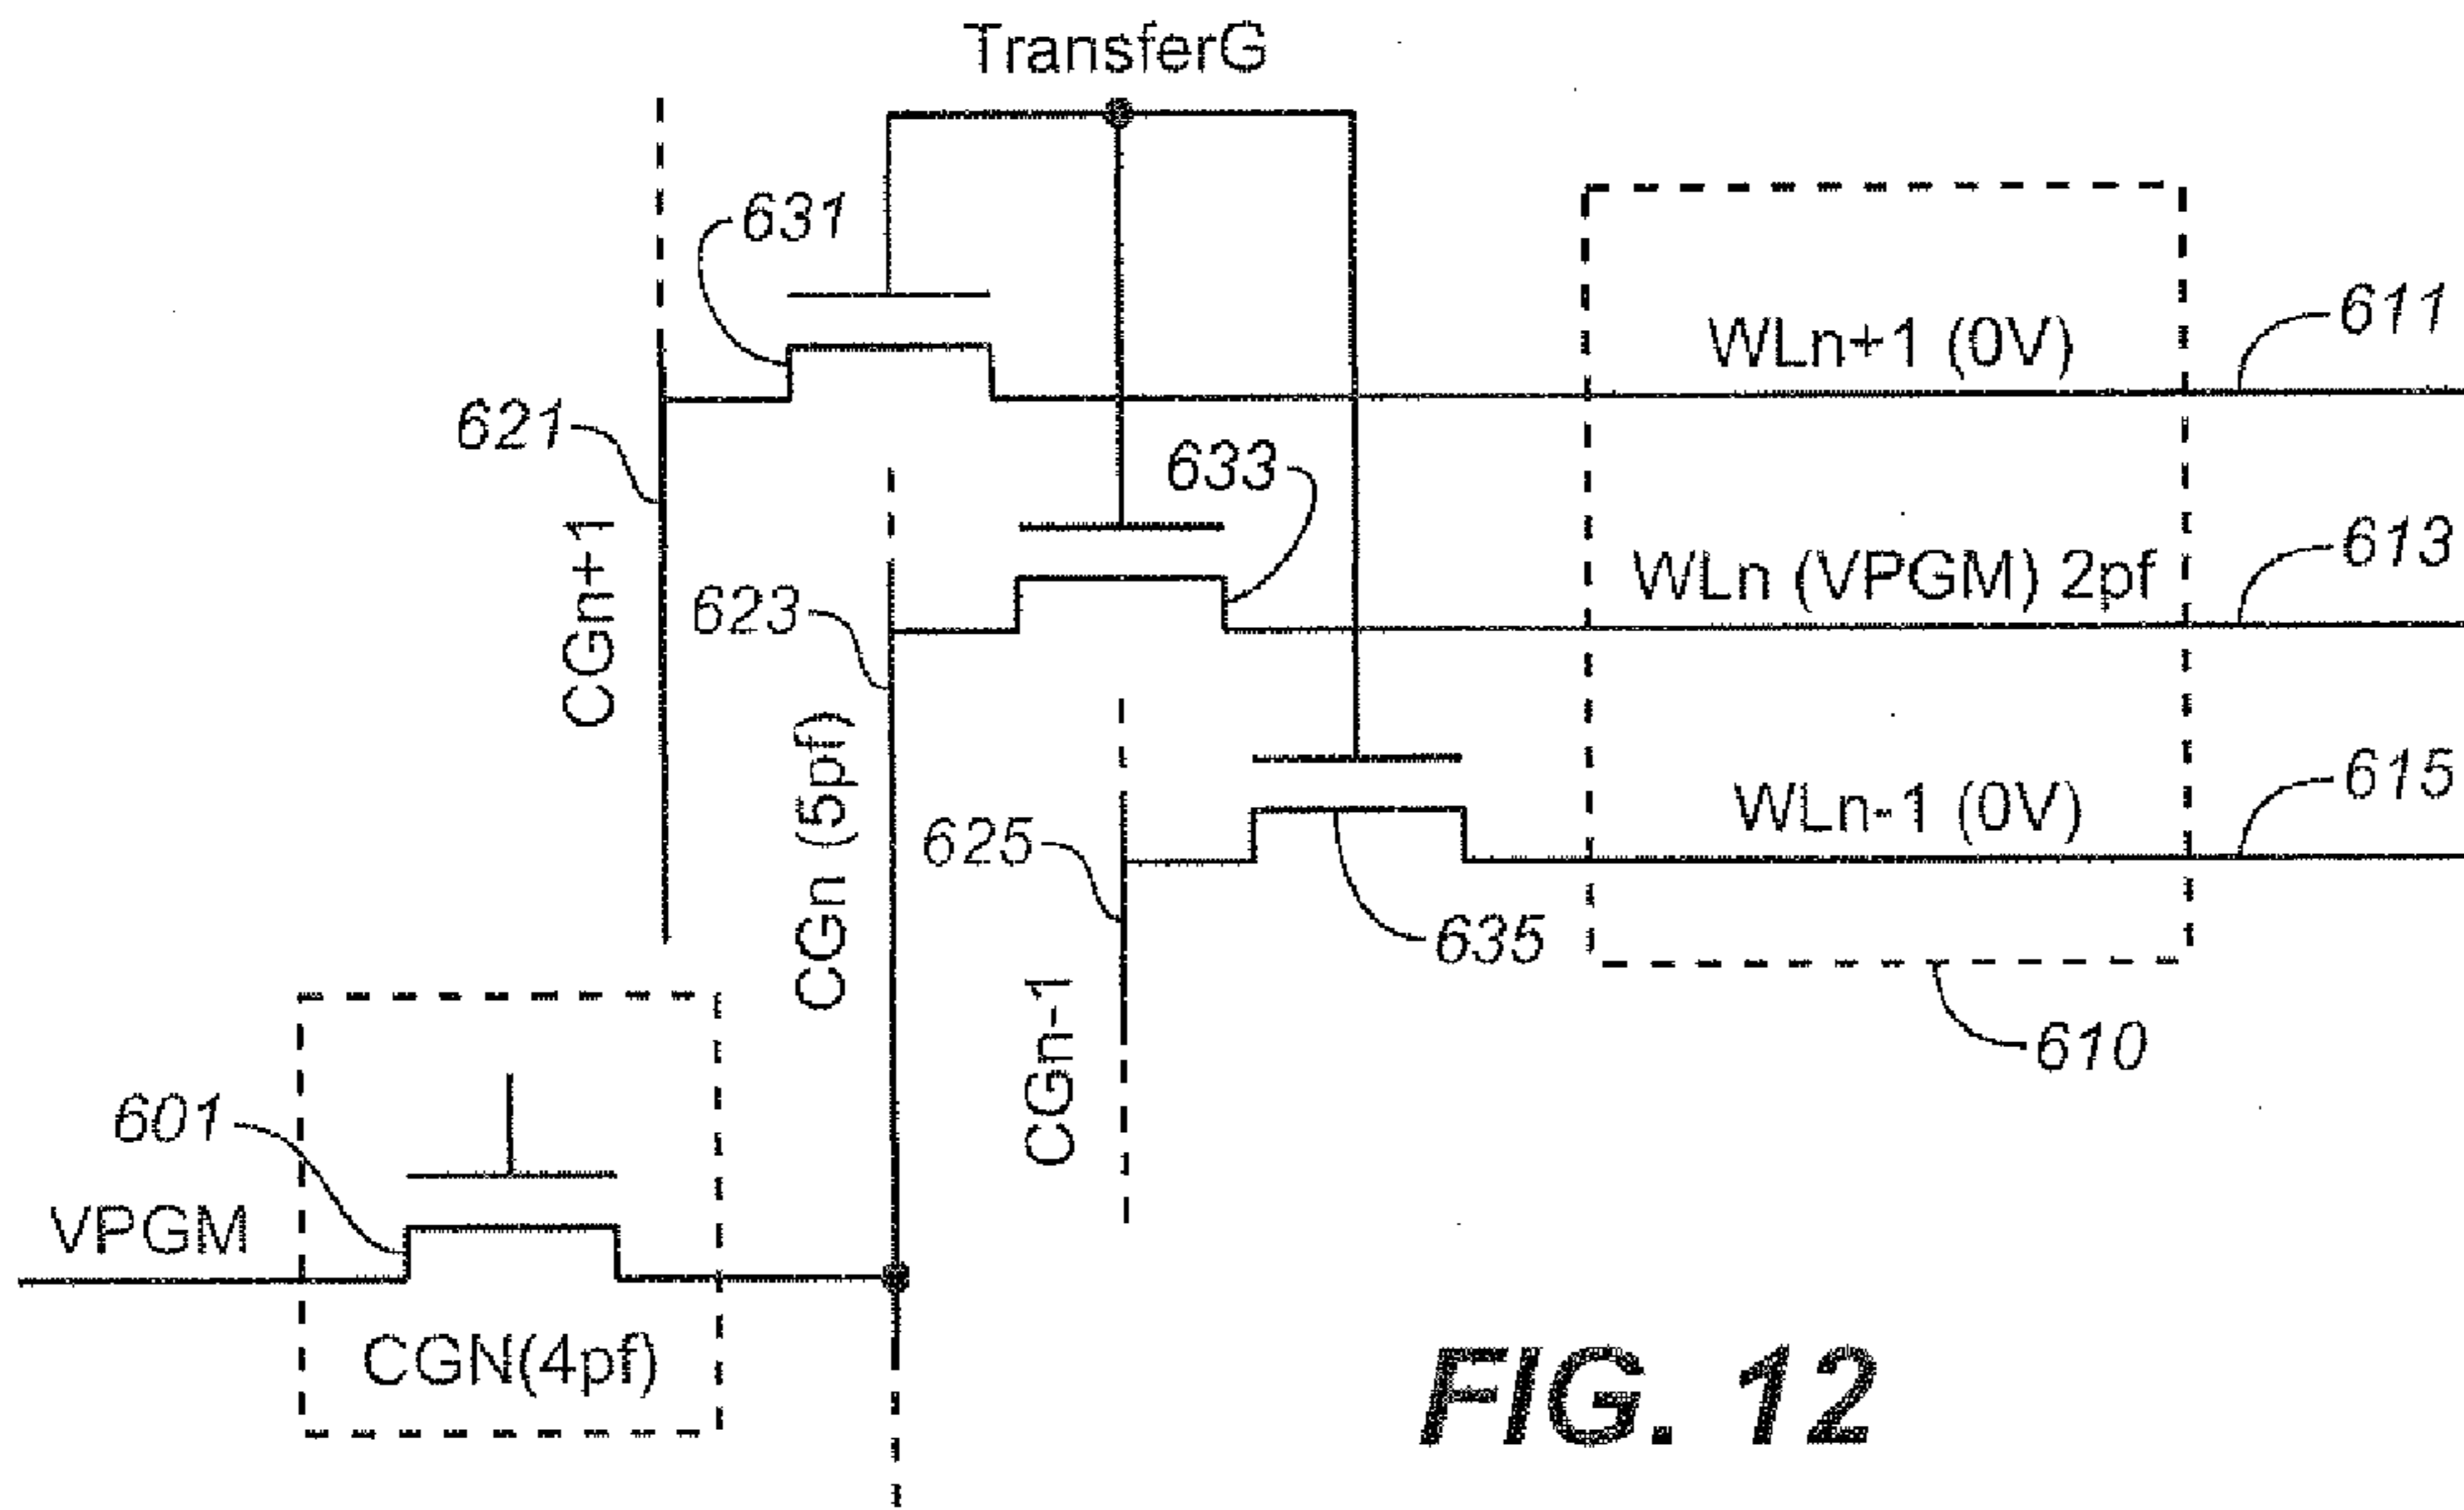 TransferG
631
WLn+1 (0V)
611
621
633
CGn+1
WLn (VPGM) 2pf
613
623
CGn (5pf)
WLn-1 (0V)
615
625
635
CGn-1
610
601
VPGM
CGN(4pf)
FIG. 12